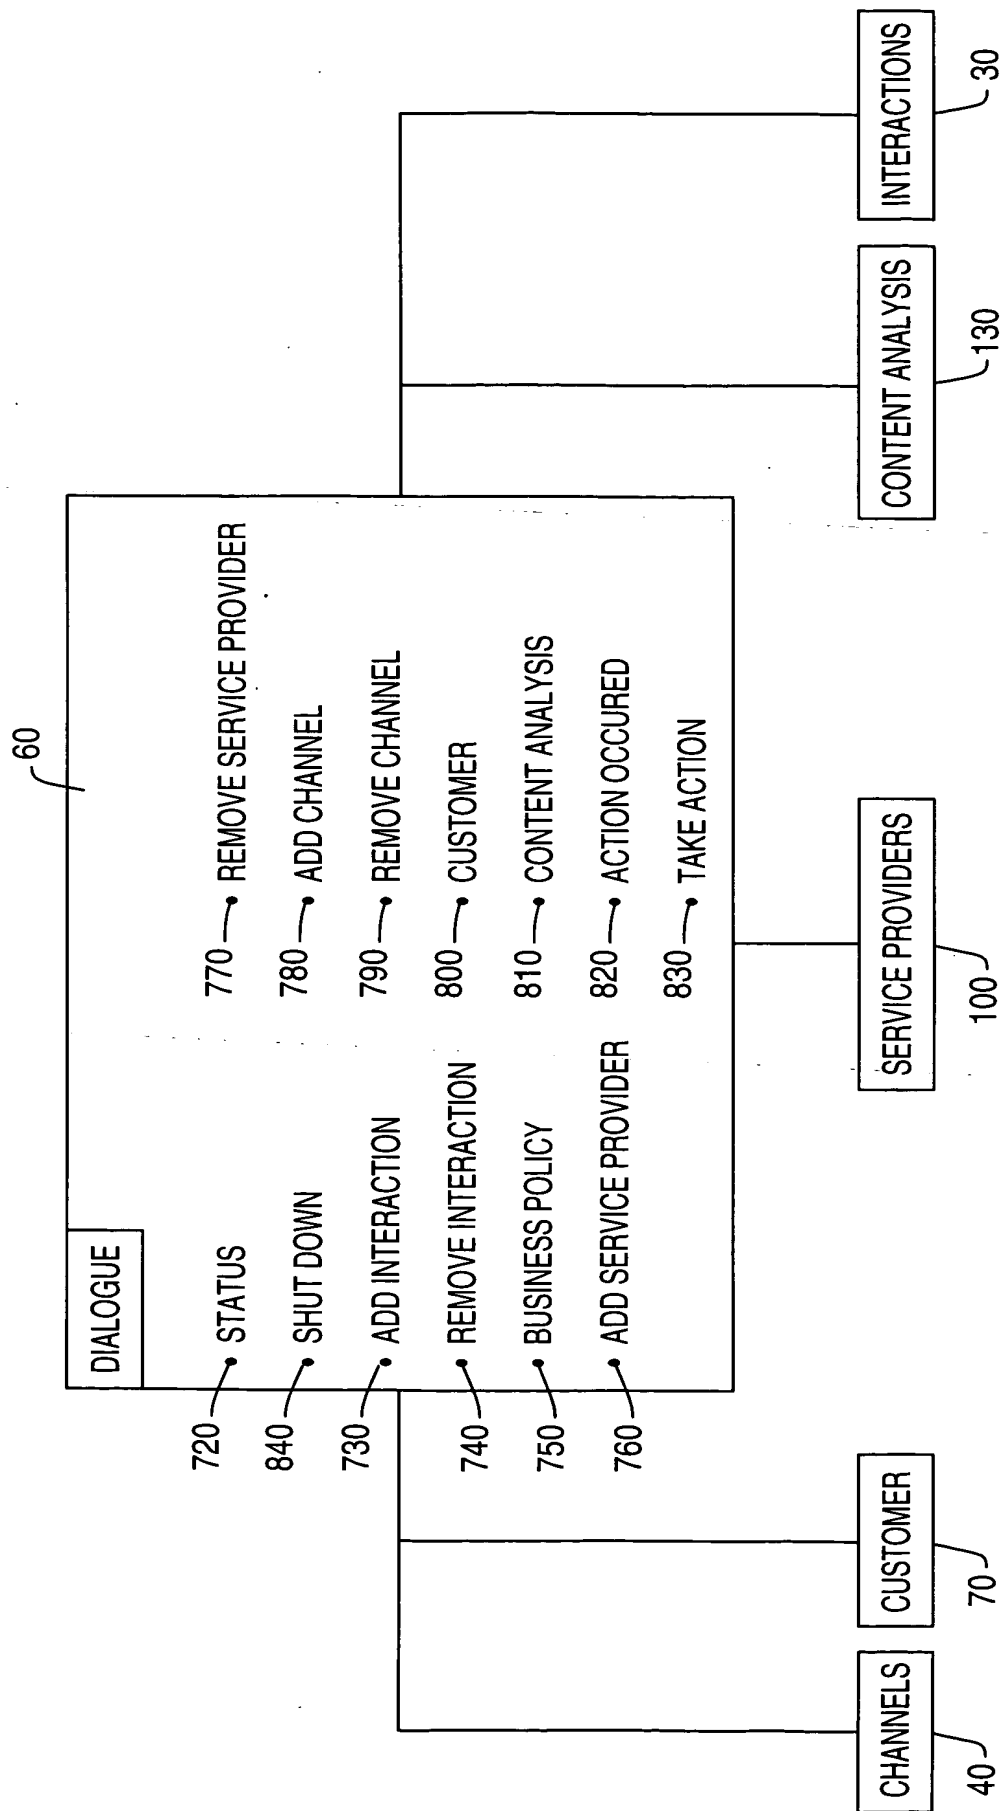 60
DIALOGUE
720 • STATUS
840 • SHUT DOWN
730 • ADD INTERACTION
740 • REMOVE INTERACTION
750 • BUSINESS POLICY
760 • ADD SERVICE PROVIDER
770 • REMOVE SERVICE PROVIDER
780 • ADD CHANNEL
790 • REMOVE CHANNEL
800 • CUSTOMER
810 • CONTENT ANALYSIS
820 • ACTION OCCURED
830 • TAKE ACTION
CHANNELS
40
CUSTOMER
70
SERVICE PROVIDERS
100
CONTENT ANALYSIS
130
INTERACTIONS
30